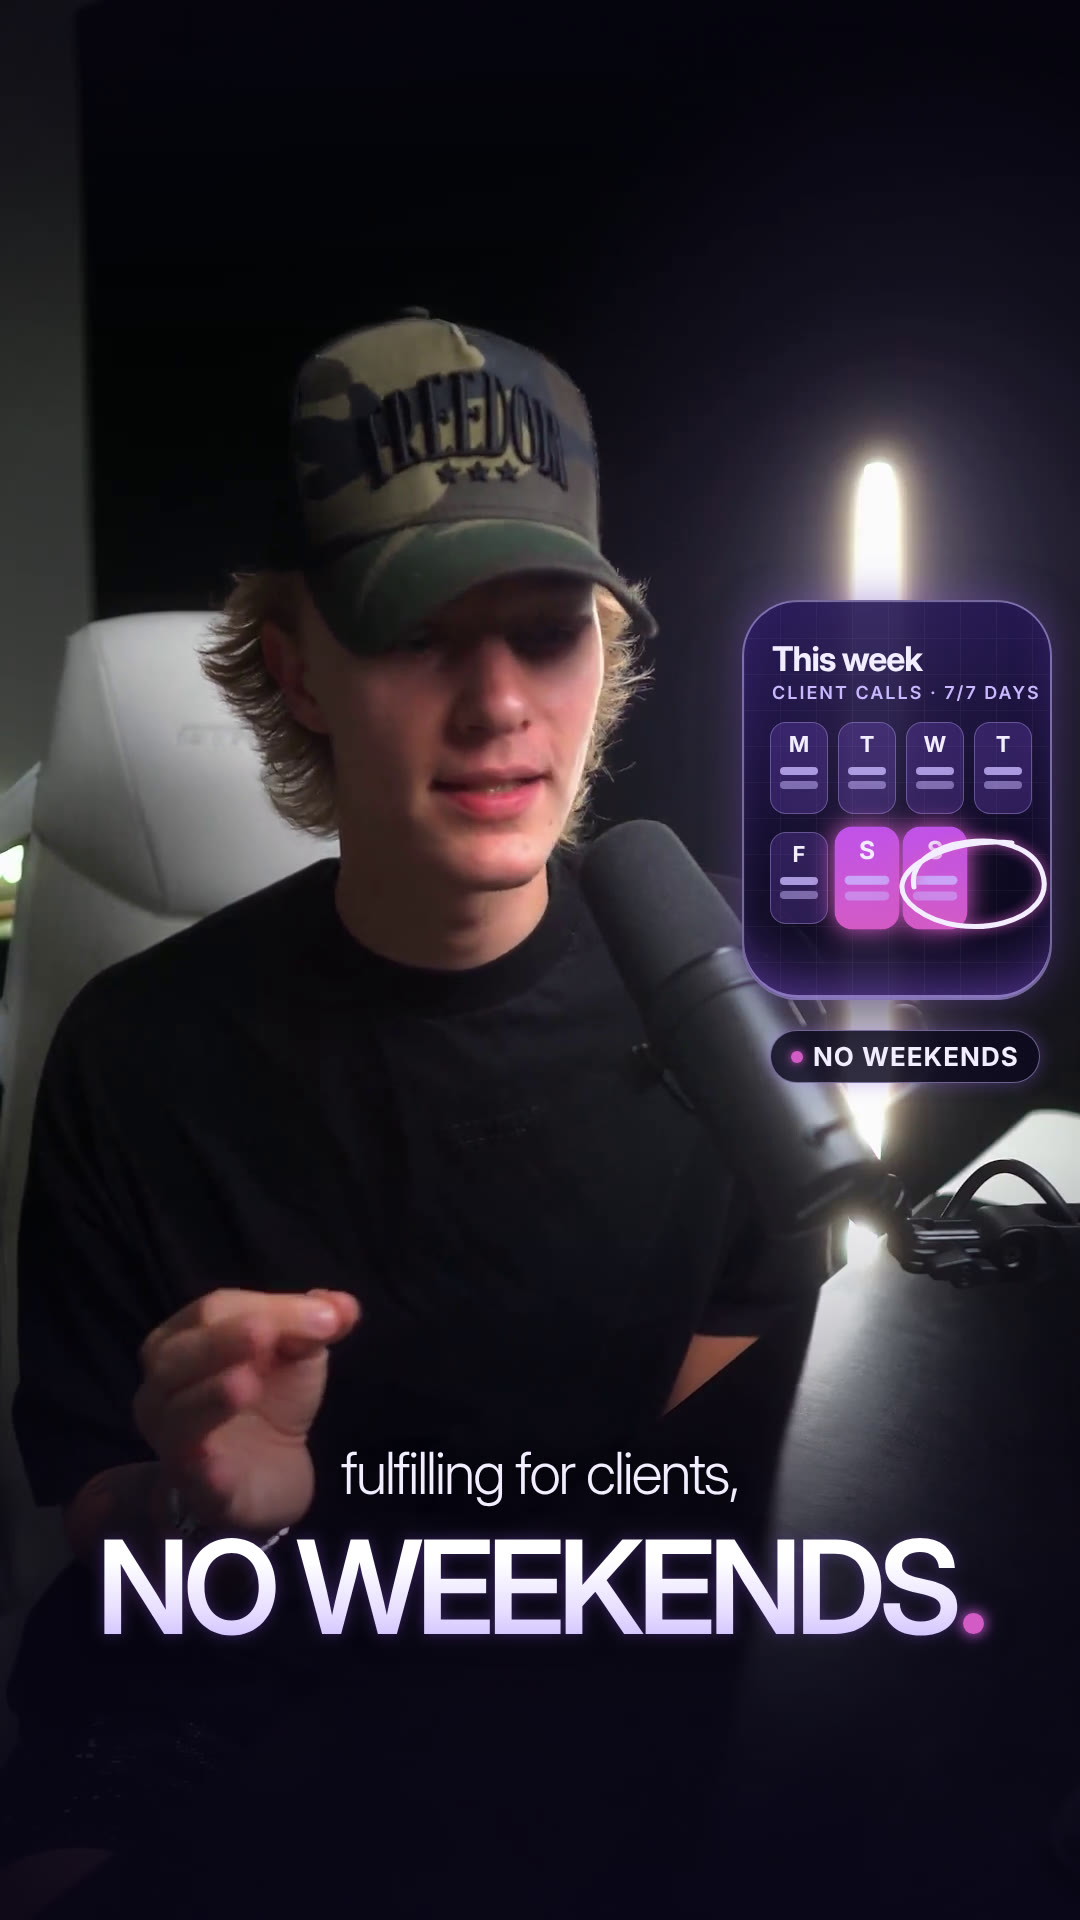 FREEDOM
This week
CLIENT CALLS · 7/7 DAYS
M T W T
F S S
NO WEEKENDS
fulfilling for clients,
NO WEEKENDS.